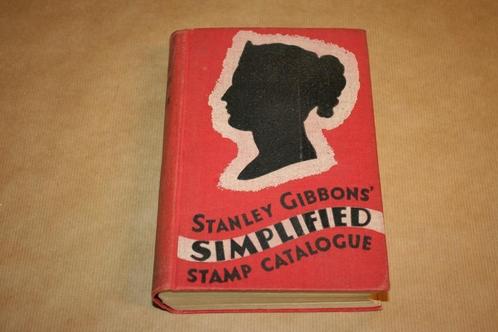 STANLEY GIBBONS'
SIMPLIFIED
STAMP CATALOGUE